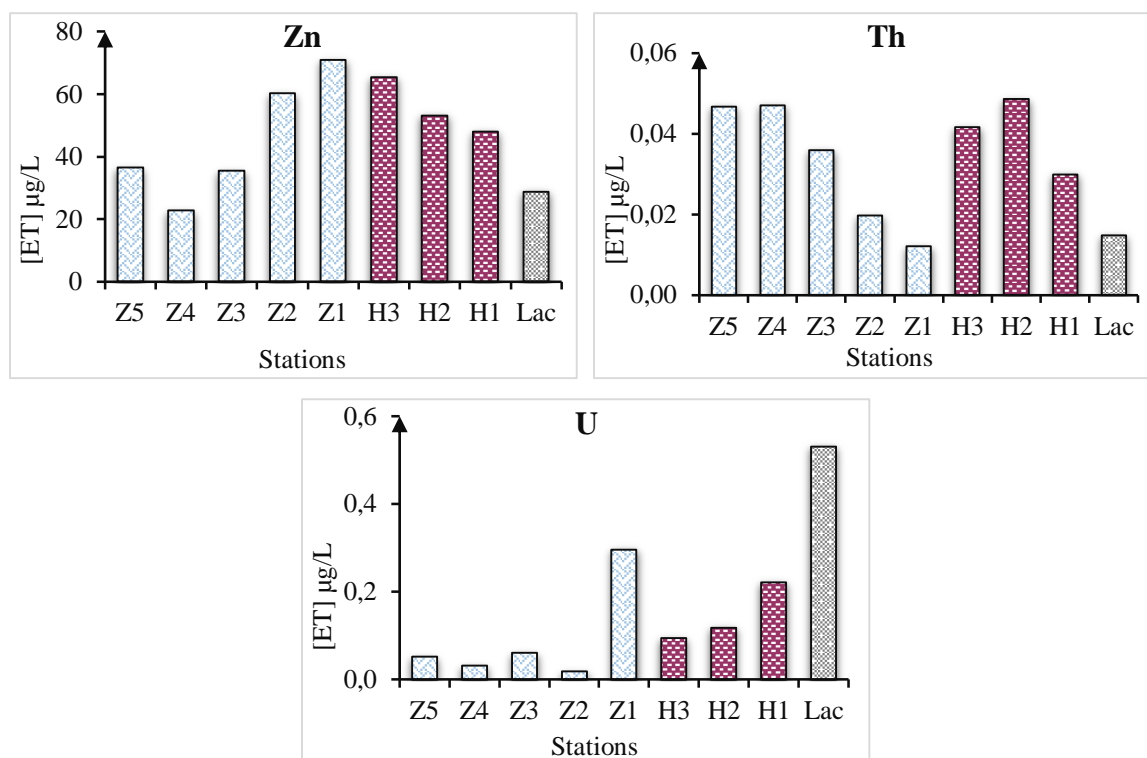 Zn
80
60
40
20
0
[ET] µg/L
Z5 Z4 Z3 Z2 Z1 H3 H2 H1 Lac
Stations
Th
0,06
0,04
0,02
0,00
[ET] µg/L
Z5 Z4 Z3 Z2 Z1 H3 H2 H1 Lac
Stations
U
0,6
0,4
0,2
0,0
[ET] µg/L
Z5 Z4 Z3 Z2 Z1 H3 H2 H1 Lac
Stations